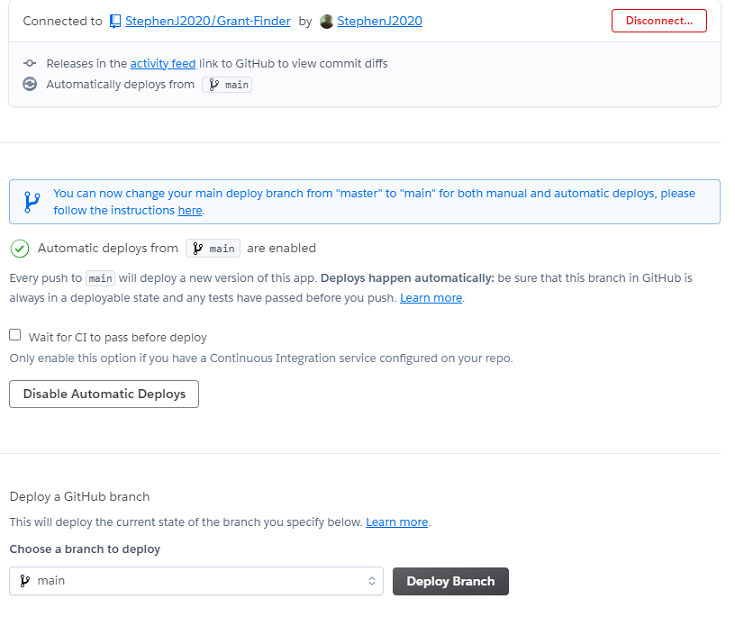 Connected to StephenJ2020/Grant-Finder by StephenJ2020 Disconnect...
Releases in the activity feed link to GitHub to view commit diffs
Automatically deploys from main
You can now change your main deploy branch from "master" to "main" for both manual and automatic deploys, please
follow the instructions here.
Automatic deploys from main are enabled
Every push to main will deploy a new version of this app. Deploys happen automatically: be sure that this branch in GitHub is
always in a deployable state and any tests have passed before you push. Learn more.
Wait for CI to pass before deploy
Only enable this option if you have a Continuous Integration service configured on your repo.
Disable Automatic Deploys
Deploy a GitHub branch
This will deploy the current state of the branch you specify below. Learn more.
Choose a branch to deploy
main Deploy Branch